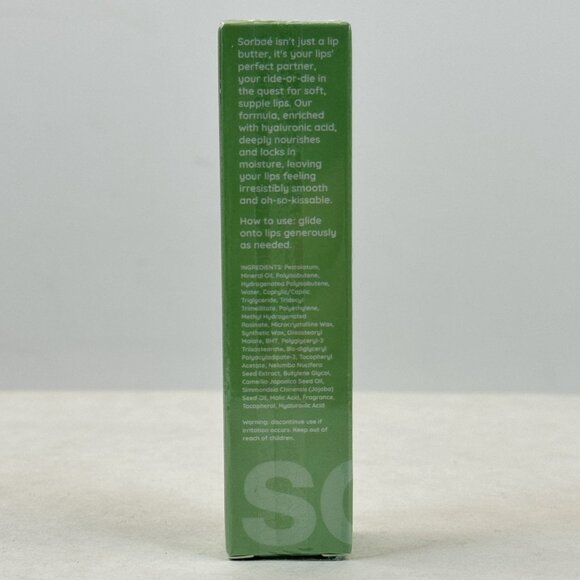 Sorbaé isn't just a lip
butter, it's your lips'
perfect partner,
your ride-or-die in
the quest for soft,
supple lips. Our
formula, enriched
with hyaluronic acid,
deeply nourishes
and locks in
moisture, leaving
your lips feeling
irresistibly smooth
and oh-so-kissable.
How to use: glide
onto lips generously
as needed.
INGREDIENTS: Petrolatum,
Mineral Oil, Polyisobutene,
Hydrogenated Polyisobutene,
Water, Caprylic/Capric
Triglyceride, Tridecyl
Trimellitate, Polyethylene,
Methyl Hydrogenated
Rosinate, Microcrystalline Wax,
Synthetic Wax, Diisostearyl
Malate, BHT, Polyglyceryl-2
Triisostearate, Bis-diglyceryl
Polyacyladipate-2, Tocopheryl
Acetate, Nelumbo Nucifera
Seed Extract, Butylene Glycol,
Camellia Japonica Seed Oil,
Simmondsia Chinensis (Jojoba)
Seed Oil, Malic Acid, Fragrance,
Tocopherol, Hyaluronic Acid
Warning: discontinue use if
irritation occurs. Keep out of
reach of children.
SO